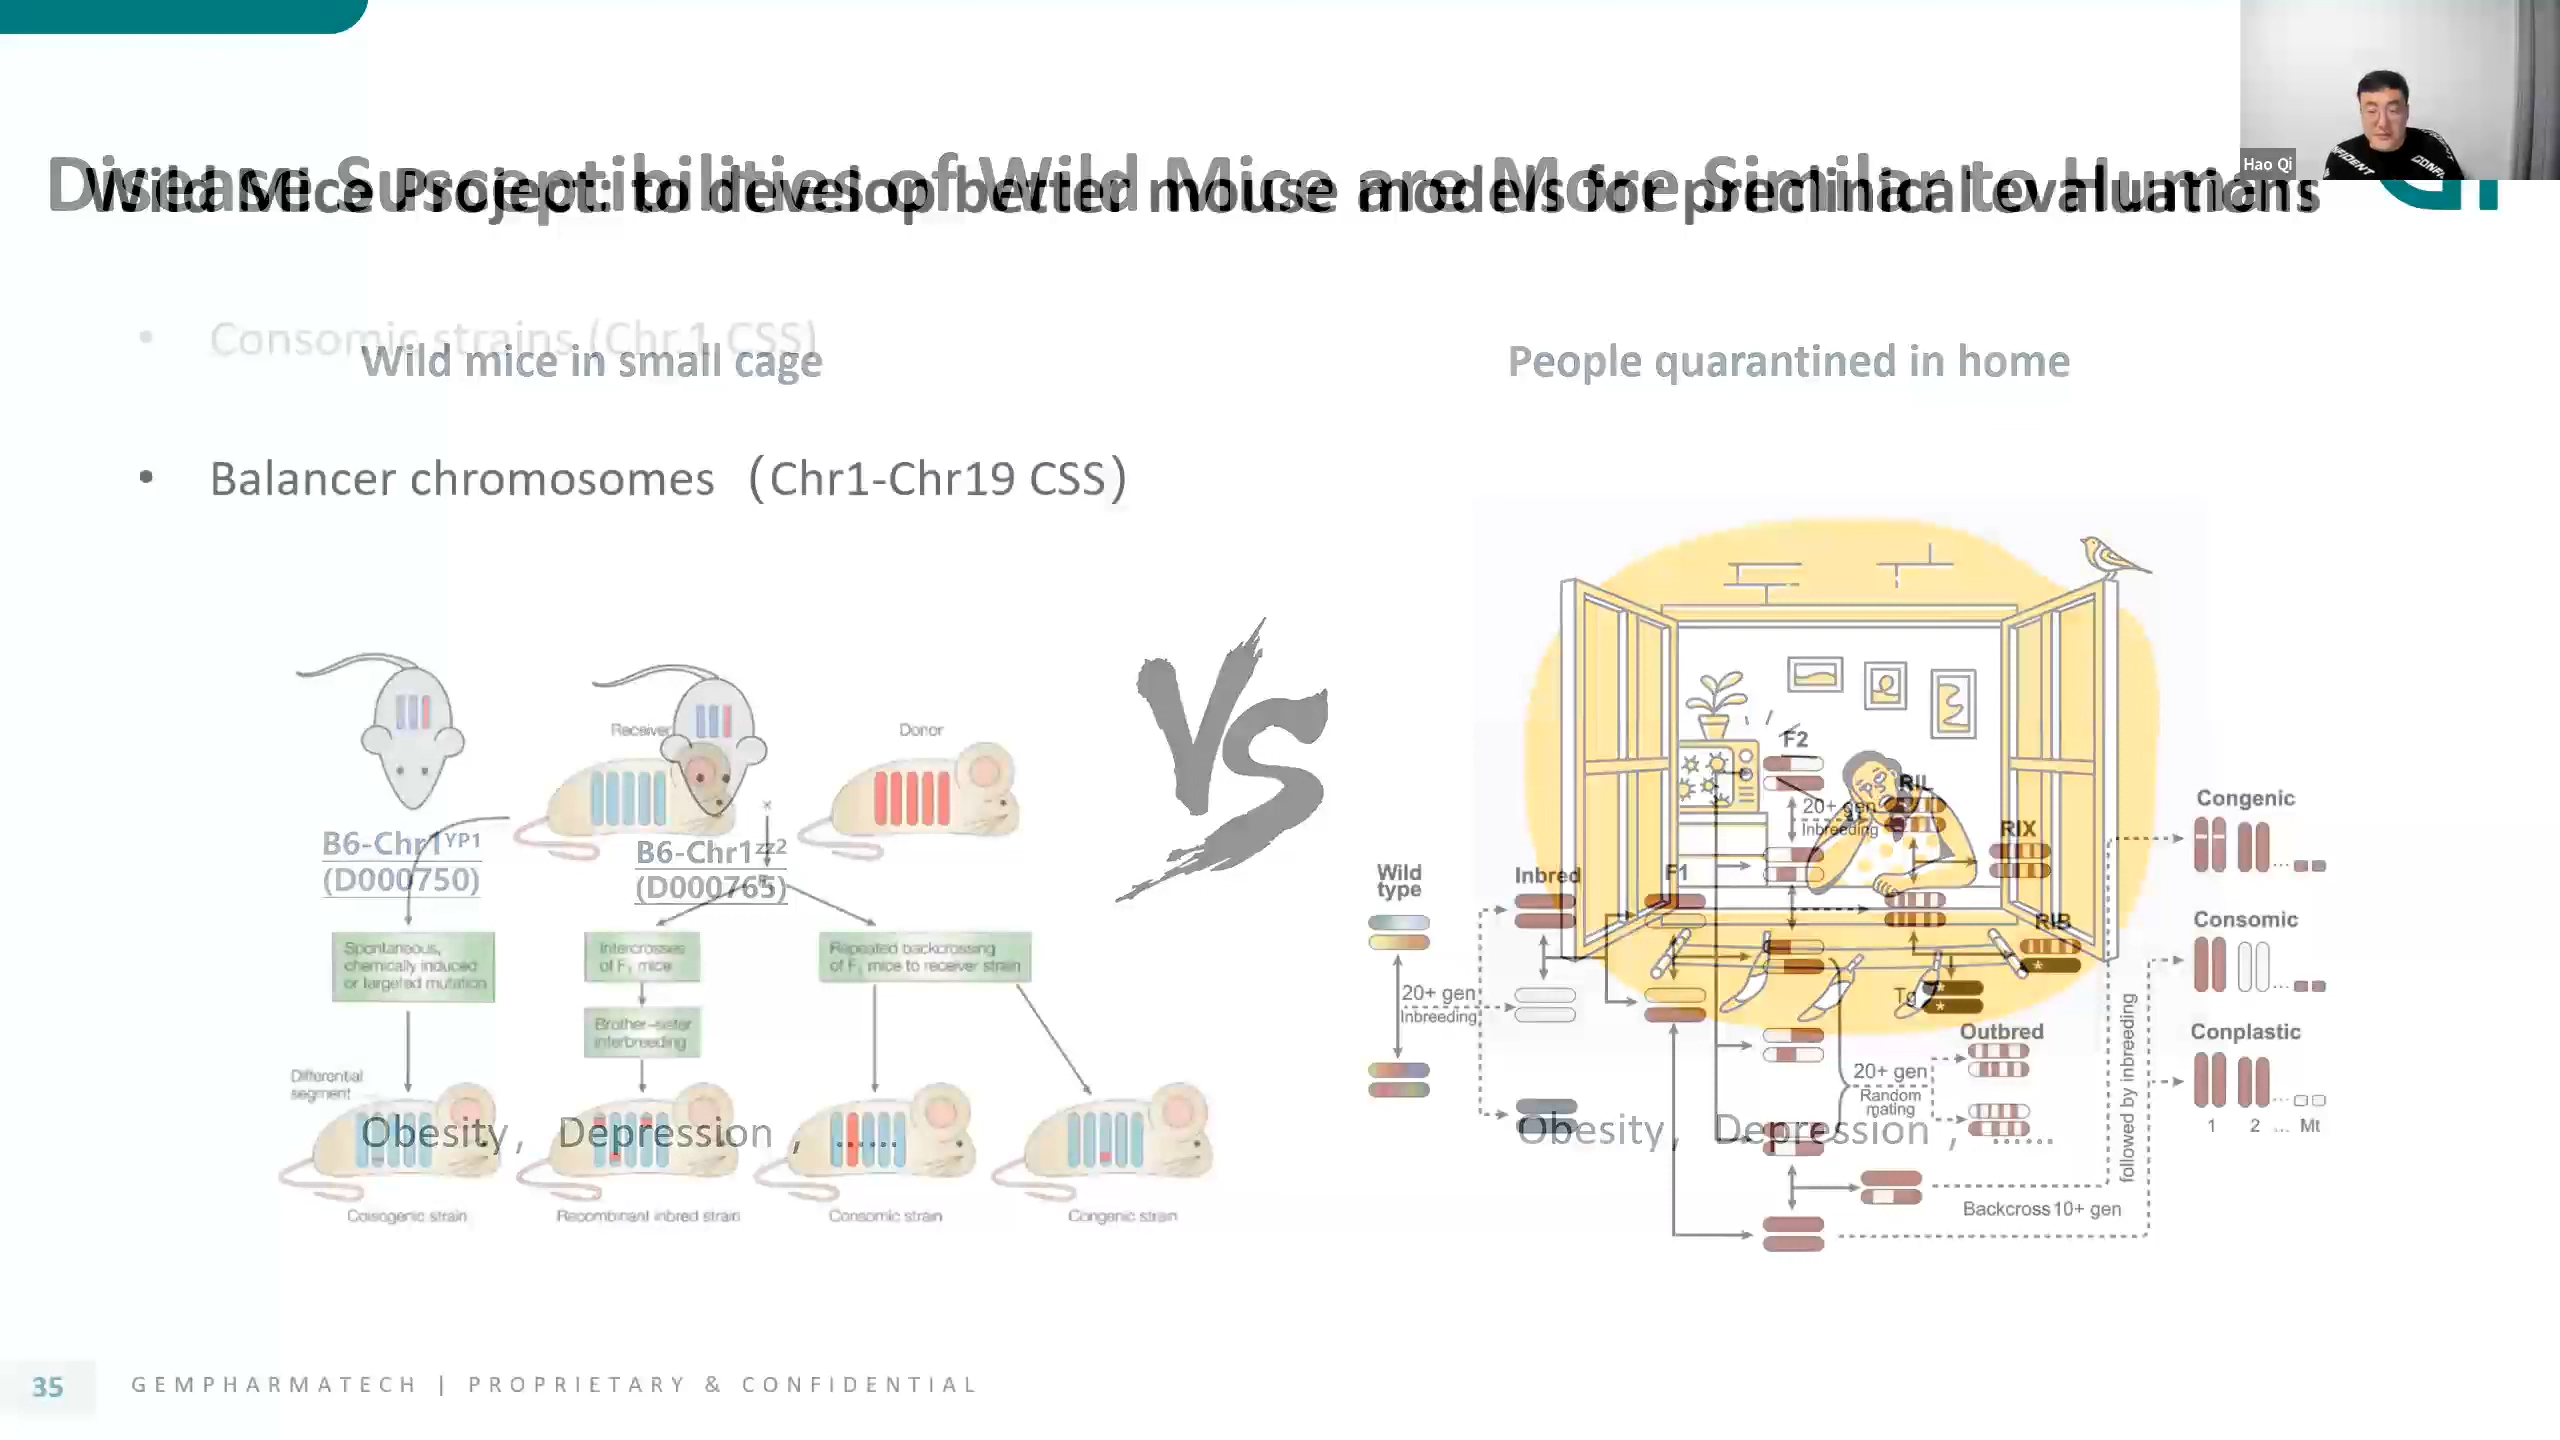 Disease Susceptibilities of Wild Mice are More Similar to Human
Wild Mice Project: to develop better mouse models for preclinical evaluations
Hao Qi
• Consomic strains (Chr.1 CSS)
Wild mice in small cage
People quarantined in home
• Balancer chromosomes （Chr1-Chr19 CSS）
VS
Receiver
Donor
B6-Chr1YP1
(D000750)
B6-Chr1zz2
(D000765)
Spontaneous,
chemically induced
or targeted mutation
Intercrosses
of F1 mice
Repeated backcrossing
of F1 mice to receiver strain
Brother–sister
interbreeding
Differential
segment
Obesity， Depression ， ......
Coisogenic strain
Recombinant inbred strain
Consomic strain
Congenic strain
Wild
type
20+ gen
Inbreeding
Inbred
F1
F2
20+ gen
Inbreeding
RIL
RIX
RIB
Tg
Outbred
20+ gen
Random
mating
Obesity， Depression ， ......
Backcross 10+ gen
followed by inbreeding
Congenic
Consomic
Conplastic
1 2 ... Mt
35
GEMPHARMATECH | PROPRIETARY & CONFIDENTIAL